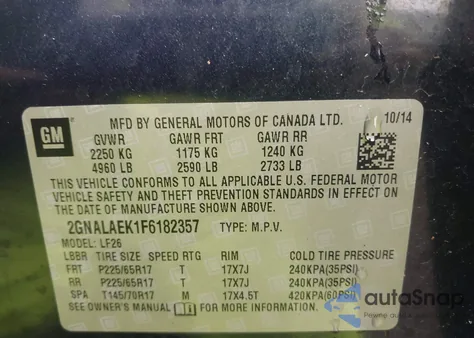 GM
MFD BY GENERAL MOTORS OF CANADA LTD. 10/14
GVWR GAWR FRT GAWR RR
2250 KG 1175 KG 1240 KG
4960 LB 2590 LB 2733 LB
THIS VEHICLE CONFORMS TO ALL APPLICABLE U.S. FEDERAL MOTOR
VEHICLE SAFETY AND THEFT PREVENTION STANDARDS IN EFFECT ON
THE DATE OF MANUFACTURE SHOWN ABOVE.
2GNALAEK1F6182357 TYPE: M.P.V.
MODEL: LF26
LBBR TIRE SIZE SPEED RTG RIM COLD TIRE PRESSURE
FRT P225/65R17 T 17X7J 240KPA(35PSI)
RR P225/65R17 T 17X7J 240KPA(35PSI)
SPA T145/70R17 M 17X4.5T 420KPA(60PSI)
SEE OWNER'S MANUAL FOR MORE INFORMATION.
autoSnap